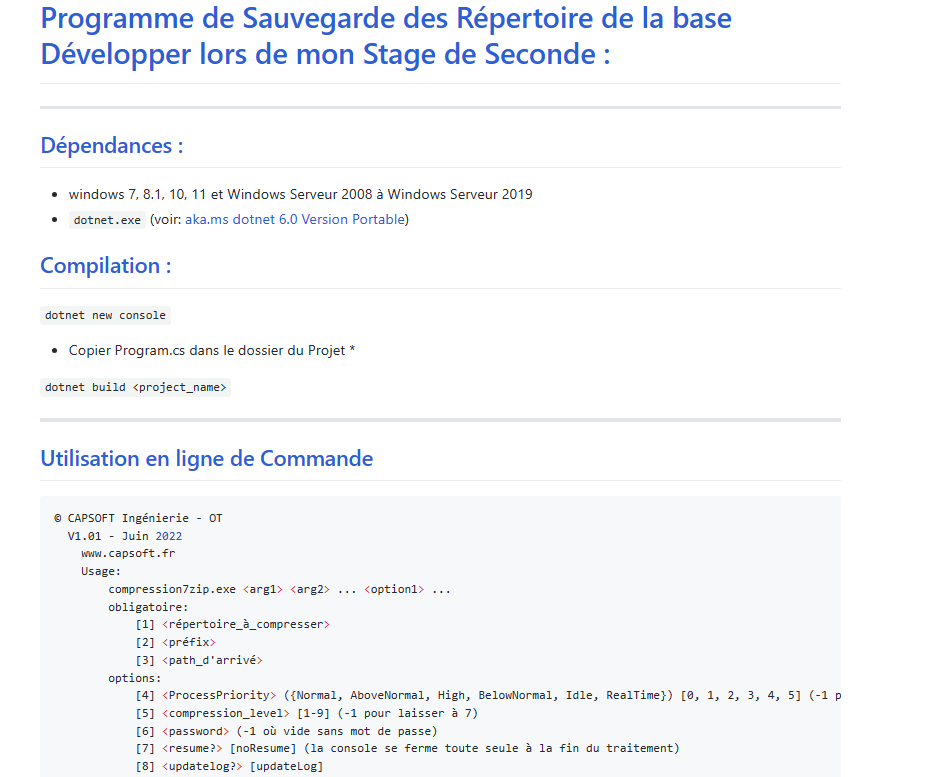 Programme de Sauvegarde des Répertoire de la base
Développer lors de mon Stage de Seconde :
Dépendances :
• windows 7, 8.1, 10, 11 et Windows Serveur 2008 à Windows Serveur 2019
• dotnet.exe (voir: aka.ms dotnet 6.0 Version Portable)
Compilation :
dotnet new console
• Copier Program.cs dans le dossier du Projet *
dotnet build <project_name>
Utilisation en ligne de Commande
© CAPSOFT Ingénierie - OT
V1.01 - Juin 2022
www.capsoft.fr
Usage:
compression7zip.exe <arg1> <arg2> ... <option1> ...
obligatoire:
[1] <répertoire_à_compresser>
[2] <préfix>
[3] <path_d'arrivé>
options:
[4] <ProcessPriority> ({Normal, AboveNormal, High, BelowNormal, Idle, RealTime}) [0, 1, 2, 3, 4, 5] (-1 p
[5] <compression_level> [1-9] (-1 pour laisser à 7)
[6] <password> (-1 où vide sans mot de passe)
[7] <resume?> [noResume] (la console se ferme toute seule à la fin du traitement)
[8] <updatelog?> [updateLog]